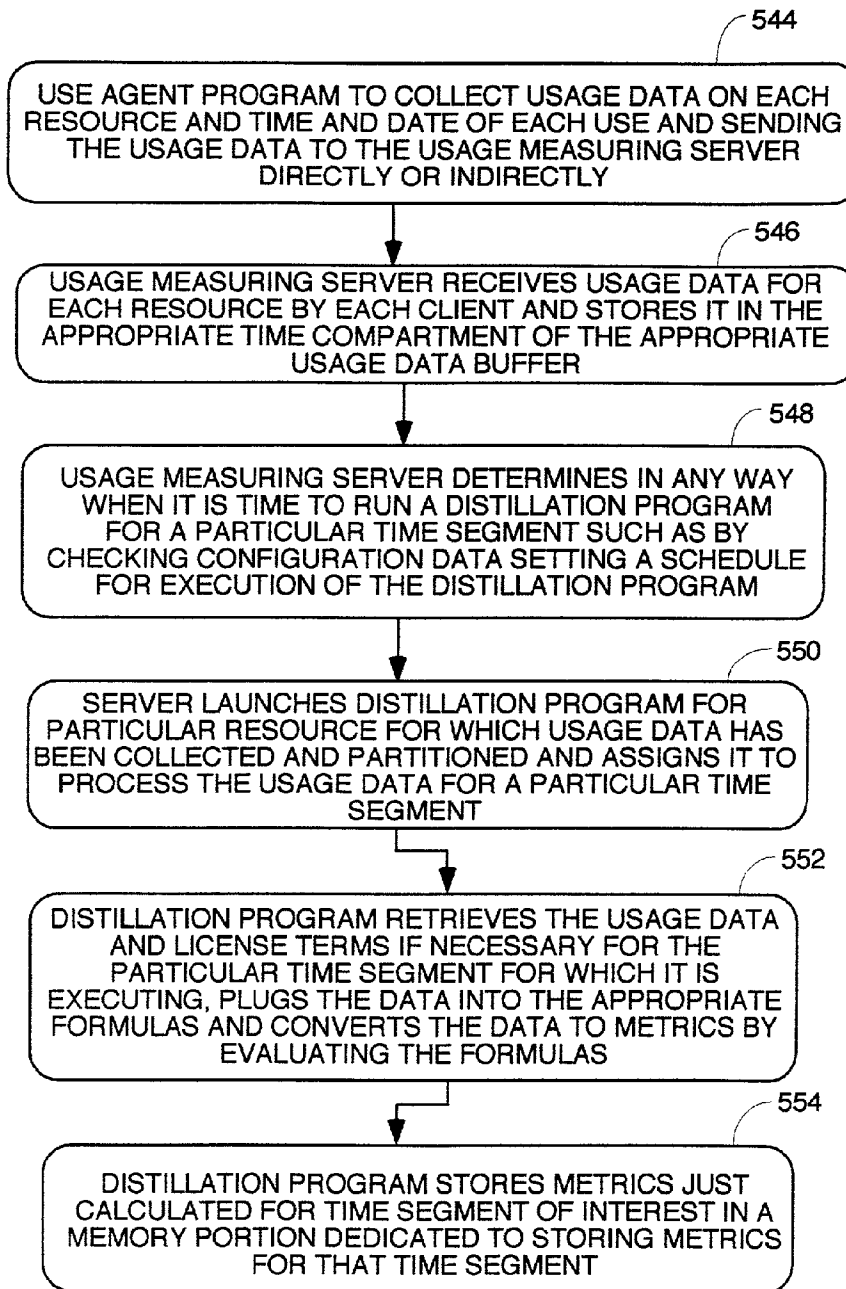 544
USE AGENT PROGRAM TO COLLECT USAGE DATA ON EACH
RESOURCE AND TIME AND DATE OF EACH USE AND SENDING
THE USAGE DATA TO THE USAGE MEASURING SERVER
DIRECTLY OR INDIRECTLY
546
USAGE MEASURING SERVER RECEIVES USAGE DATA FOR
EACH RESOURCE BY EACH CLIENT AND STORES IT IN THE
APPROPRIATE TIME COMPARTMENT OF THE APPROPRIATE
USAGE DATA BUFFER
548
USAGE MEASURING SERVER DETERMINES IN ANY WAY
WHEN IT IS TIME TO RUN A DISTILLATION PROGRAM
FOR A PARTICULAR TIME SEGMENT SUCH AS BY
CHECKING CONFIGURATION DATA SETTING A SCHEDULE
FOR EXECUTION OF THE DISTILLATION PROGRAM
550
SERVER LAUNCHES DISTILLATION PROGRAM FOR
PARTICULAR RESOURCE FOR WHICH USAGE DATA HAS
BEEN COLLECTED AND PARTITIONED AND ASSIGNS IT TO
PROCESS THE USAGE DATA FOR A PARTICULAR TIME
SEGMENT
552
DISTILLATION PROGRAM RETRIEVES THE USAGE DATA
AND LICENSE TERMS IF NECESSARY FOR THE
PARTICULAR TIME SEGMENT FOR WHICH IT IS
EXECUTING, PLUGS THE DATA INTO THE APPROPRIATE
FORMULAS AND CONVERTS THE DATA TO METRICS BY
EVALUATING THE FORMULAS
554
DISTILLATION PROGRAM STORES METRICS JUST
CALCULATED FOR TIME SEGMENT OF INTEREST IN A
MEMORY PORTION DEDICATED TO STORING METRICS
FOR THAT TIME SEGMENT